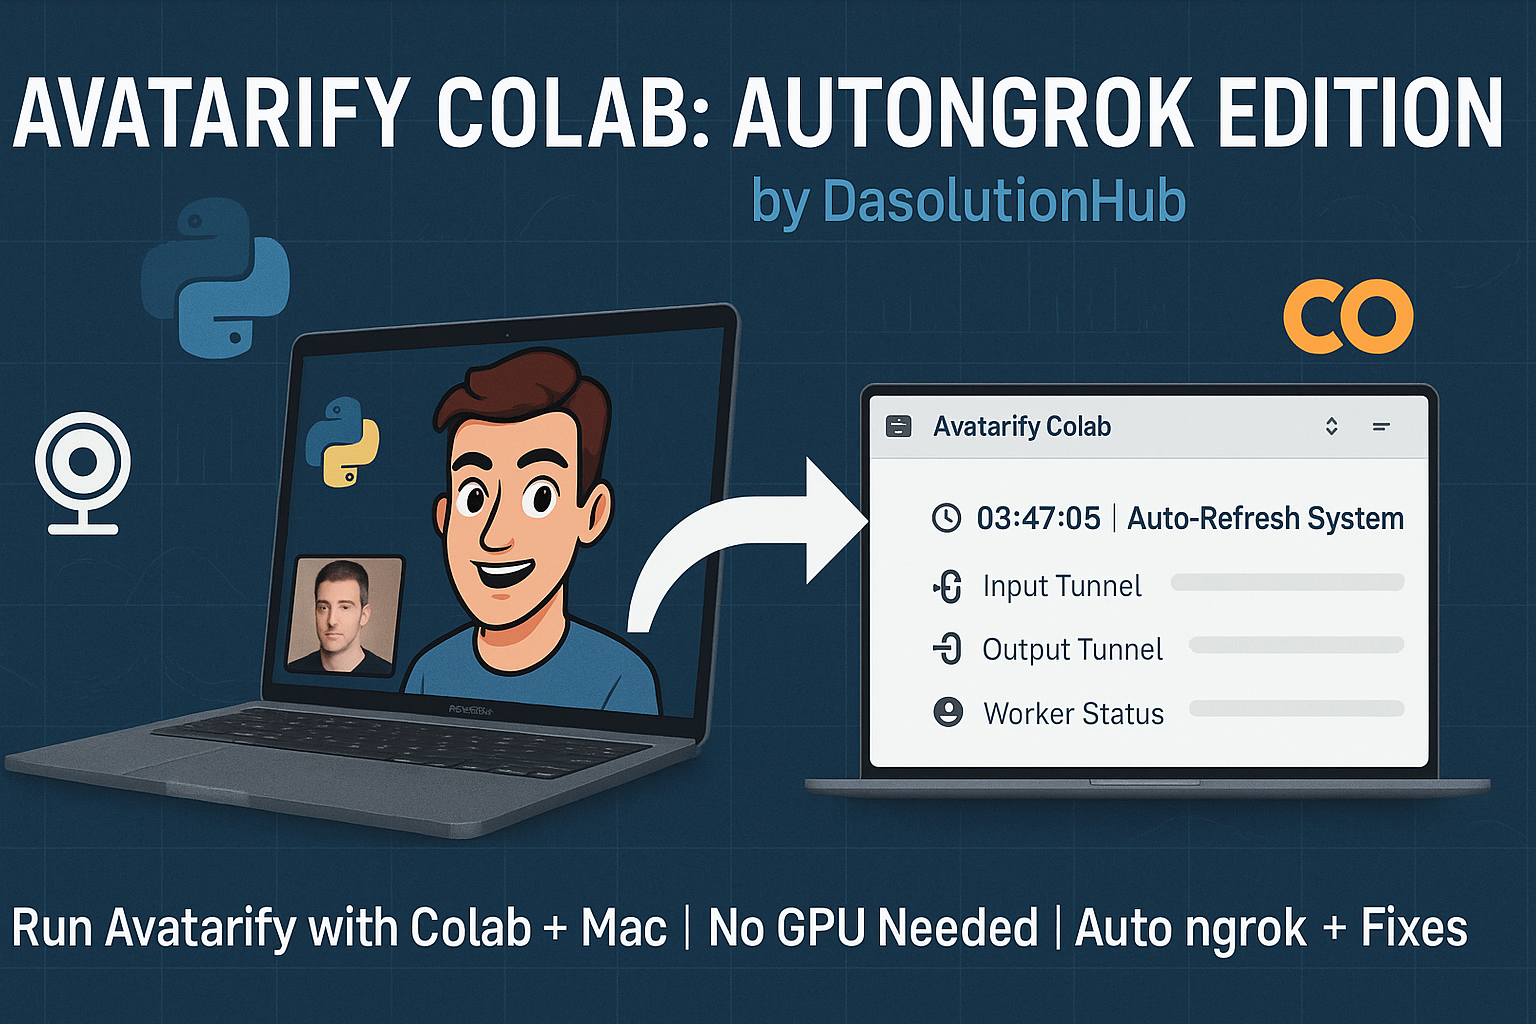 AVATARIFY COLAB: AUTONGROK EDITION
by DasolutionHub
CO
Avatarify Colab
03:47:05 | Auto-Refresh System
Input Tunnel
Output Tunnel
Worker Status
Run Avatarify with Colab + Mac | No GPU Needed | Auto ngrok + Fixes